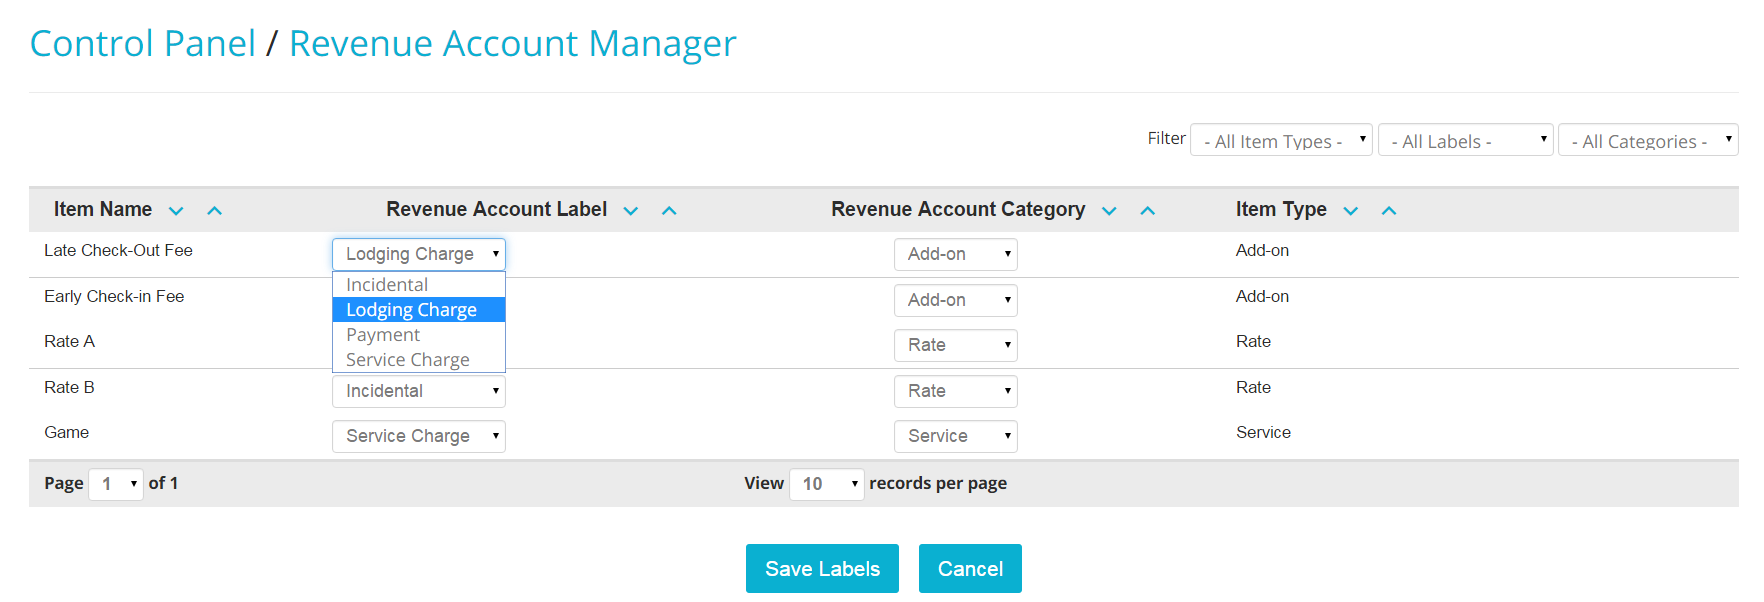 Control Panel / Revenue Account Manager
Filter - All Item Types - - All Labels - - All Categories -
Item Name Revenue Account Label Revenue Account Category Item Type
Late Check-Out Fee Lodging Charge Add-on Add-on
Incidental
Early Check-in Fee Lodging Charge Add-on Add-on
Payment
Rate A Rate Rate
Service Charge
Rate B Incidental Rate Rate
Game Service Charge Service Service
Page 1 of 1 View 10 records per page
Save Labels Cancel